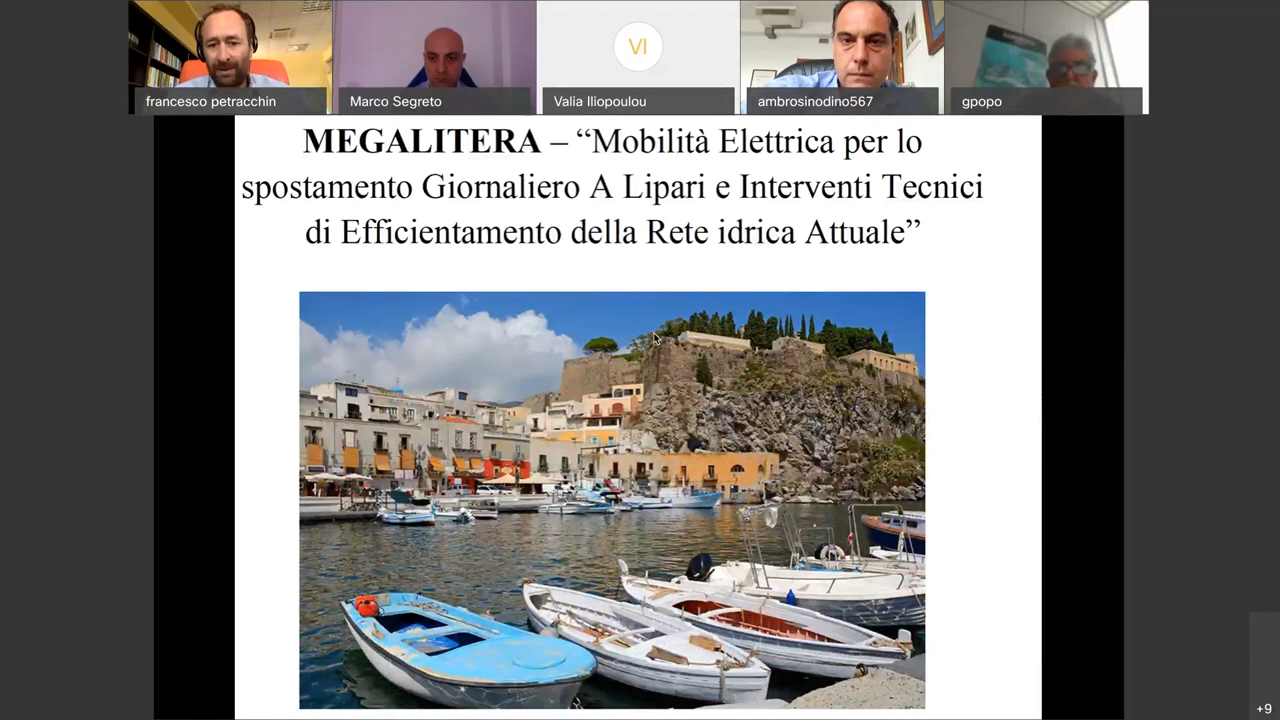 VI
francesco petracchin
Marco Segreto
Valia Iliopoulou
ambrosinodino567
gpopo
MEGALITERA – “Mobilità Elettrica per lo
spostamento Giornaliero A Lipari e Interventi Tecnici
di Efficientamento della Rete idrica Attuale”
+9